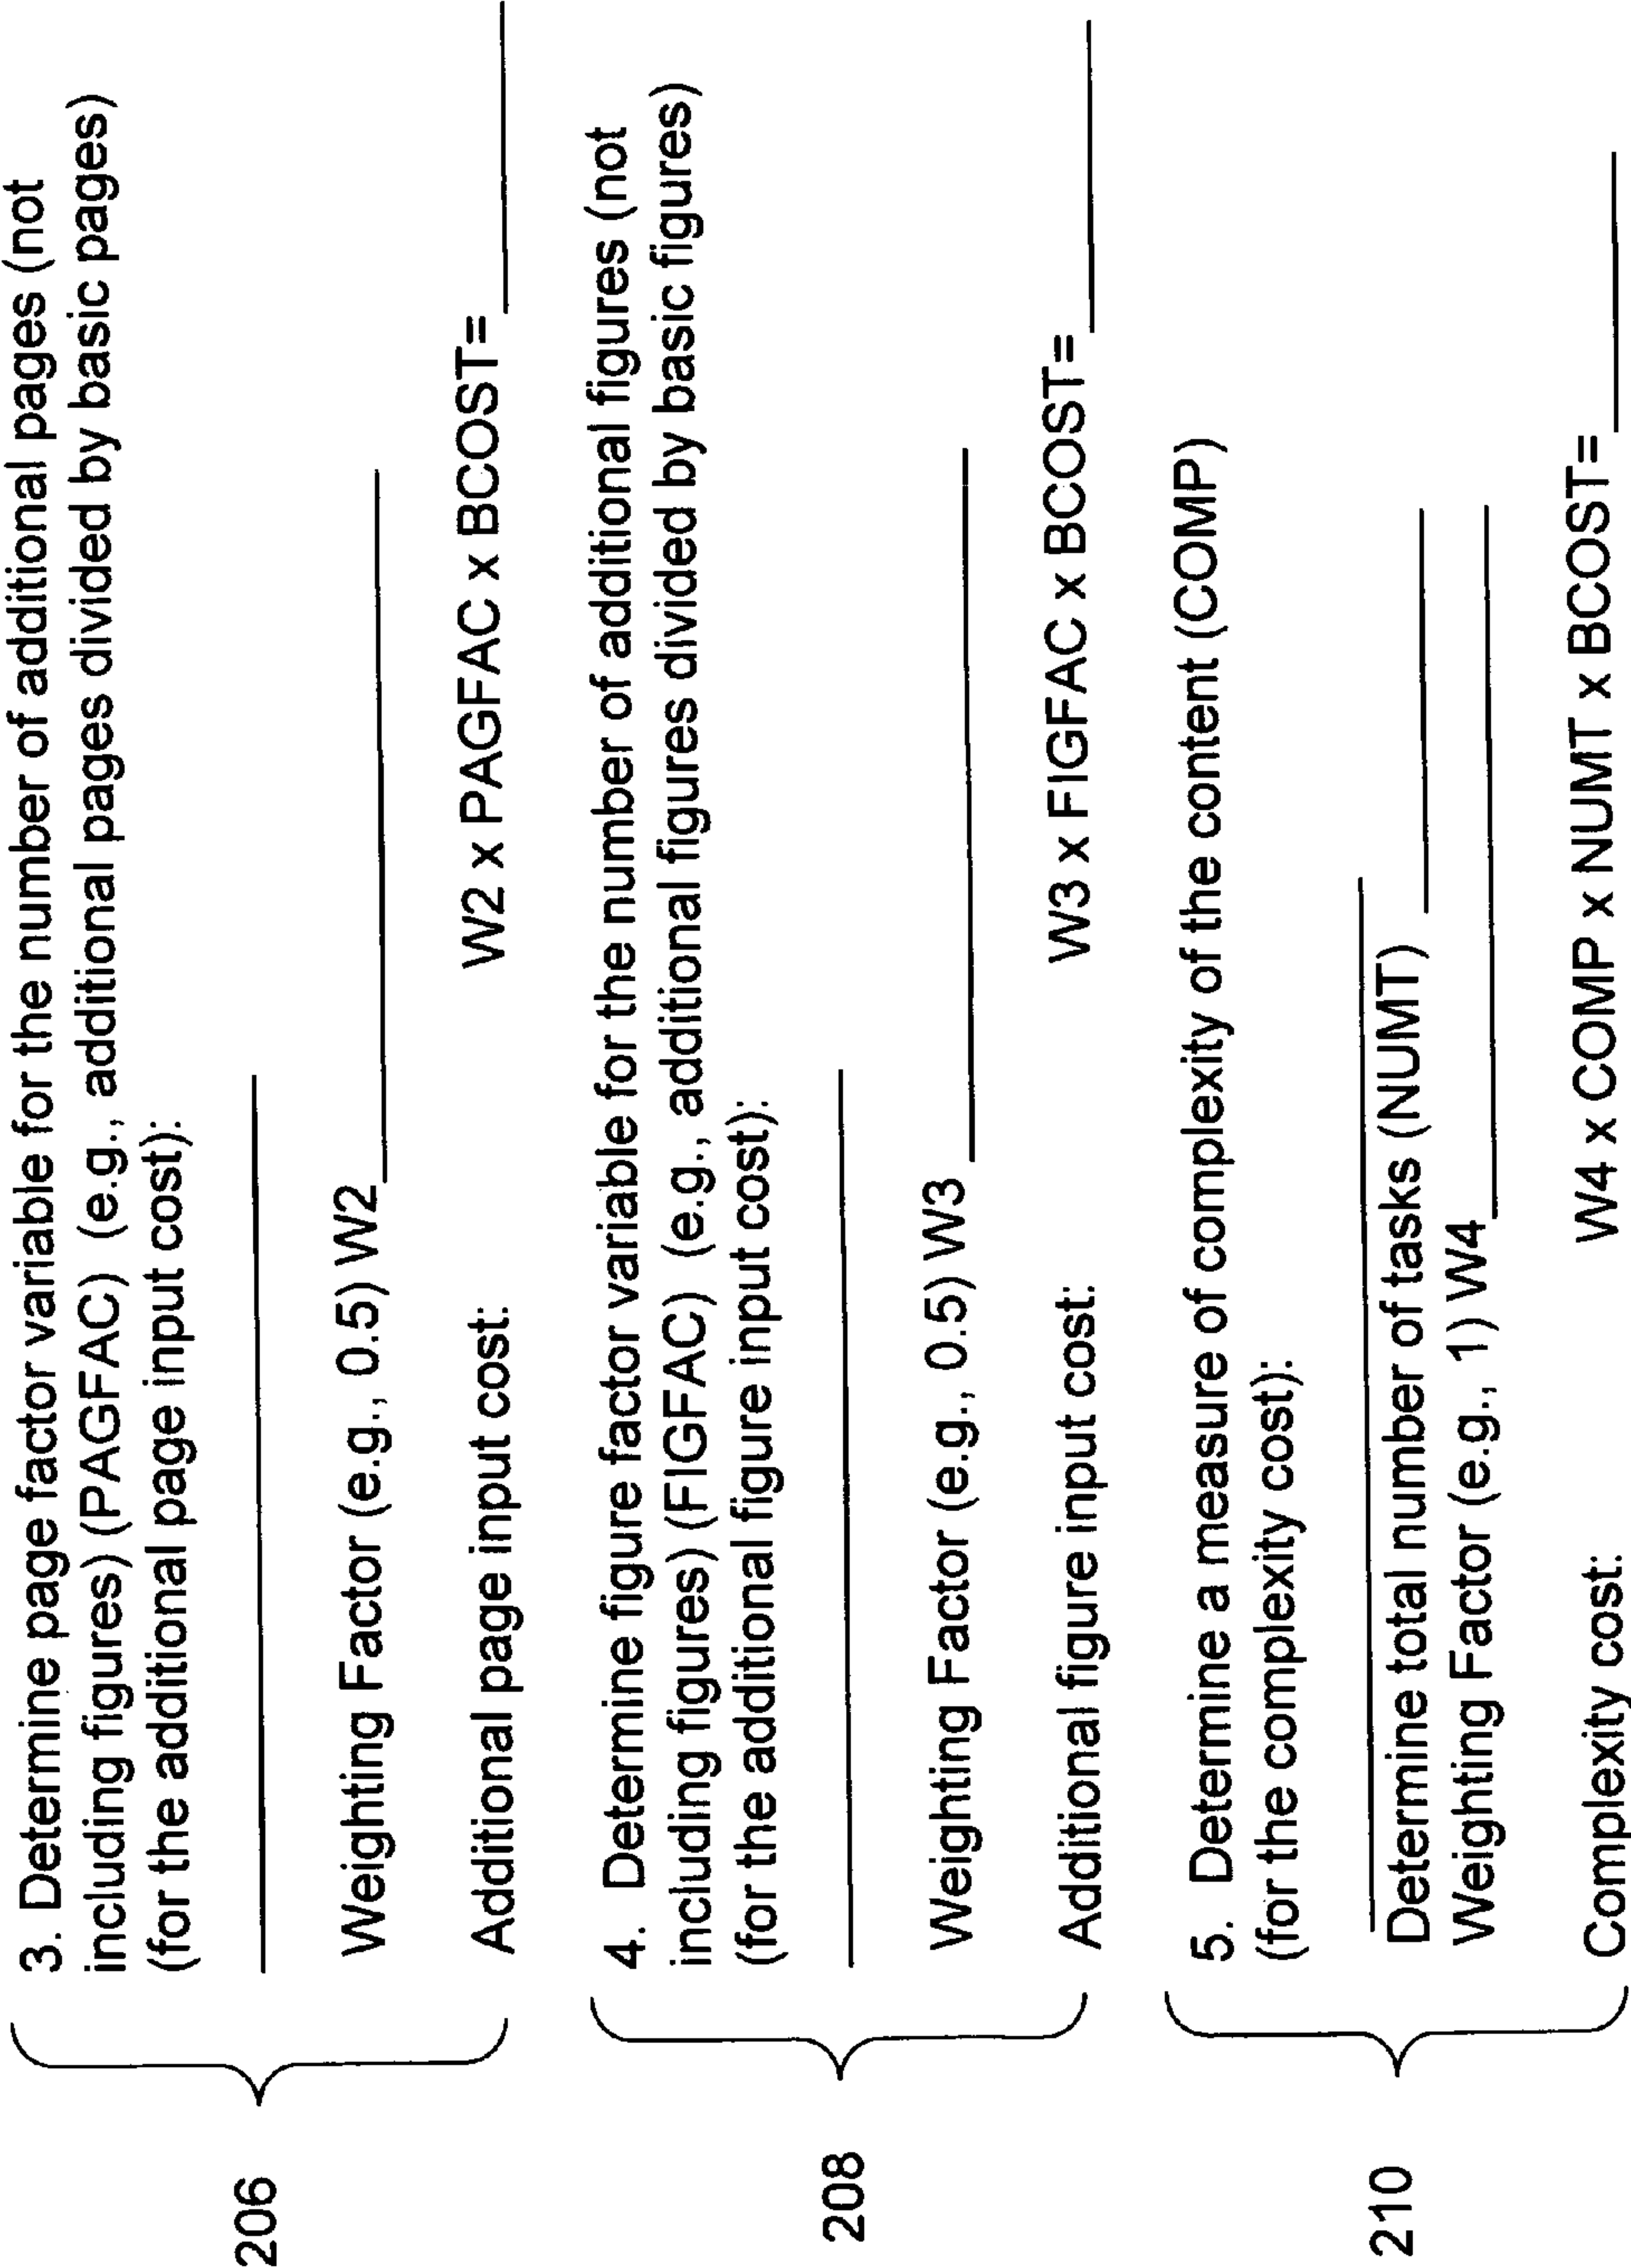 206
3. Determine page factor variable for the number of additional pages (not
including figures) (PAGFAC) (e.g., additional pages divided by basic pages)
(for the additional page input cost):
Weighting Factor (e.g., 0.5) W2
Additional page input cost: W2 x PAGFAC x BCOST=
208
4. Determine figure factor variable for the number of additional figures (not
including figures) (FIGFAC) (e.g., additional figures divided by basic figures)
(for the additional figure input cost):
Weighting Factor (e.g., 0.5) W3
Additional figure input cost: W3 x FIGFAC x BCOST=
210
5. Determine a measure of complexity of the content (COMP)
(for the complexity cost):
Determine total number of tasks (NUMT)
Weighting Factor (e.g., 1) W4
Complexity cost: W4 x COMP x NUMT x BCOST=